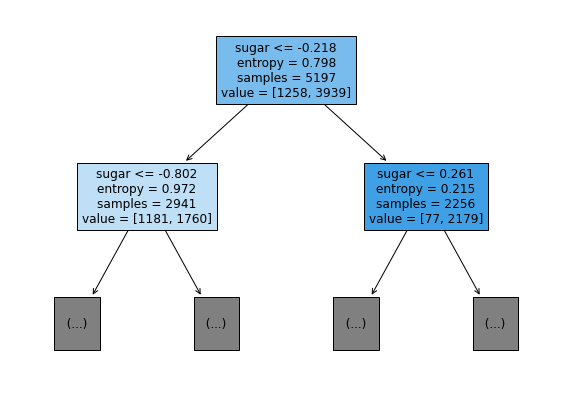 sugar <= -0.218
entropy = 0.798
samples = 5197
value = [1258, 3939]
sugar <= -0.802
entropy = 0.972
samples = 2941
value = [1181, 1760]
sugar <= 0.261
entropy = 0.215
samples = 2256
value = [77, 2179]
(...)
(...)
(...)
(...)